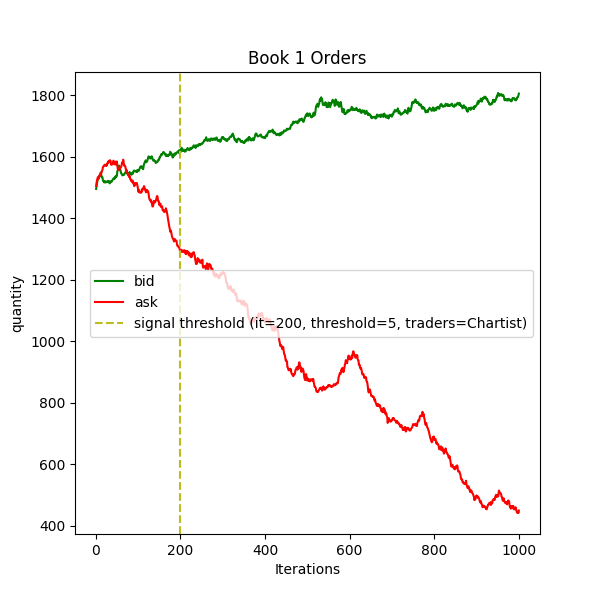 Book 1 Orders
1800
1600
1400
1200
1000
800
600
400
quantity
bid
ask
signal threshold (it=200, threshold=5, traders=Chartist)
0 200 400 600 800 1000
Iterations